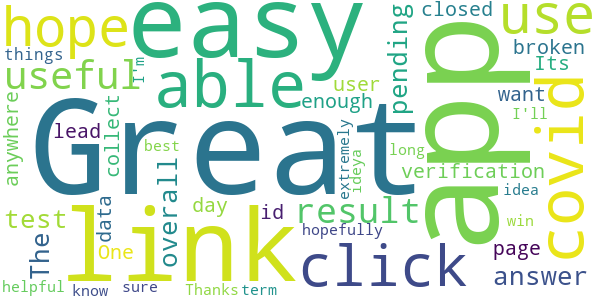 hope
easy
app
closed
use
things
I'm
pending
broken
useful
able
user
Its
enough
want
anywhere
collect
Great
covid
I'll
lead
best
extremely
ideya
long
verification
idea
The
data
overall
day
id
result
test
link
One
hopefully
win
click
page
answer
helpful
know
sure
Thanks
term